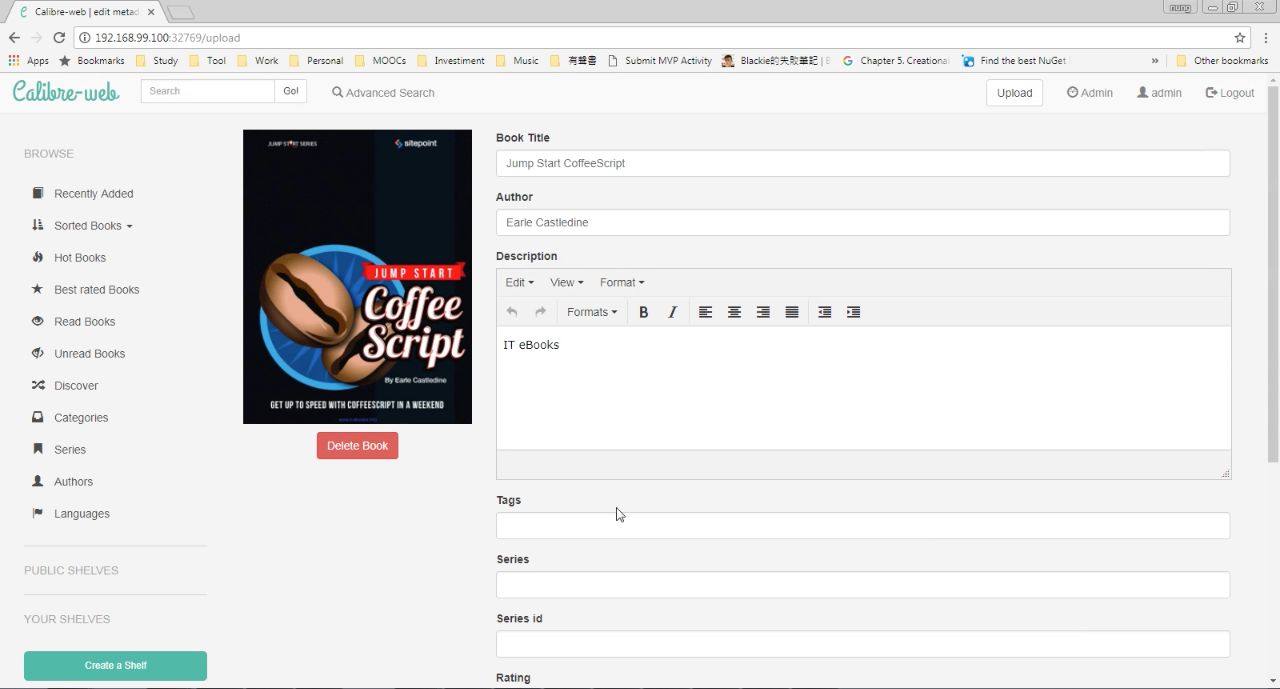 Calibre-web | edit metad
nung
192.168.99.100:32769/upload
Apps Bookmarks Study Tool Work Personal MOOCs Investiment Music 有聲書 Submit MVP Activity Blackie的失敗筆記 | B Chapter 5. Creationa Find the best NuGet » Other bookmarks
Calibre-web Search Go! Advanced Search Upload Admin admin Logout
BROWSE
Recently Added
Sorted Books
Hot Books
Best rated Books
Read Books
Unread Books
Discover
Categories
Series
Authors
Languages
PUBLIC SHELVES
YOUR SHELVES
Create a Shelf
JUMP START SERIES sitepoint
JUMP START
Coffee
Script
By Earle Castledine
GET UP TO SPEED WITH COFFEESCRIPT IN A WEEKEND
Delete Book
Book Title
Jump Start CoffeeScript
Author
Earle Castledine
Description
Edit View Format
Formats B I
IT eBooks
Tags
Series
Series id
Rating